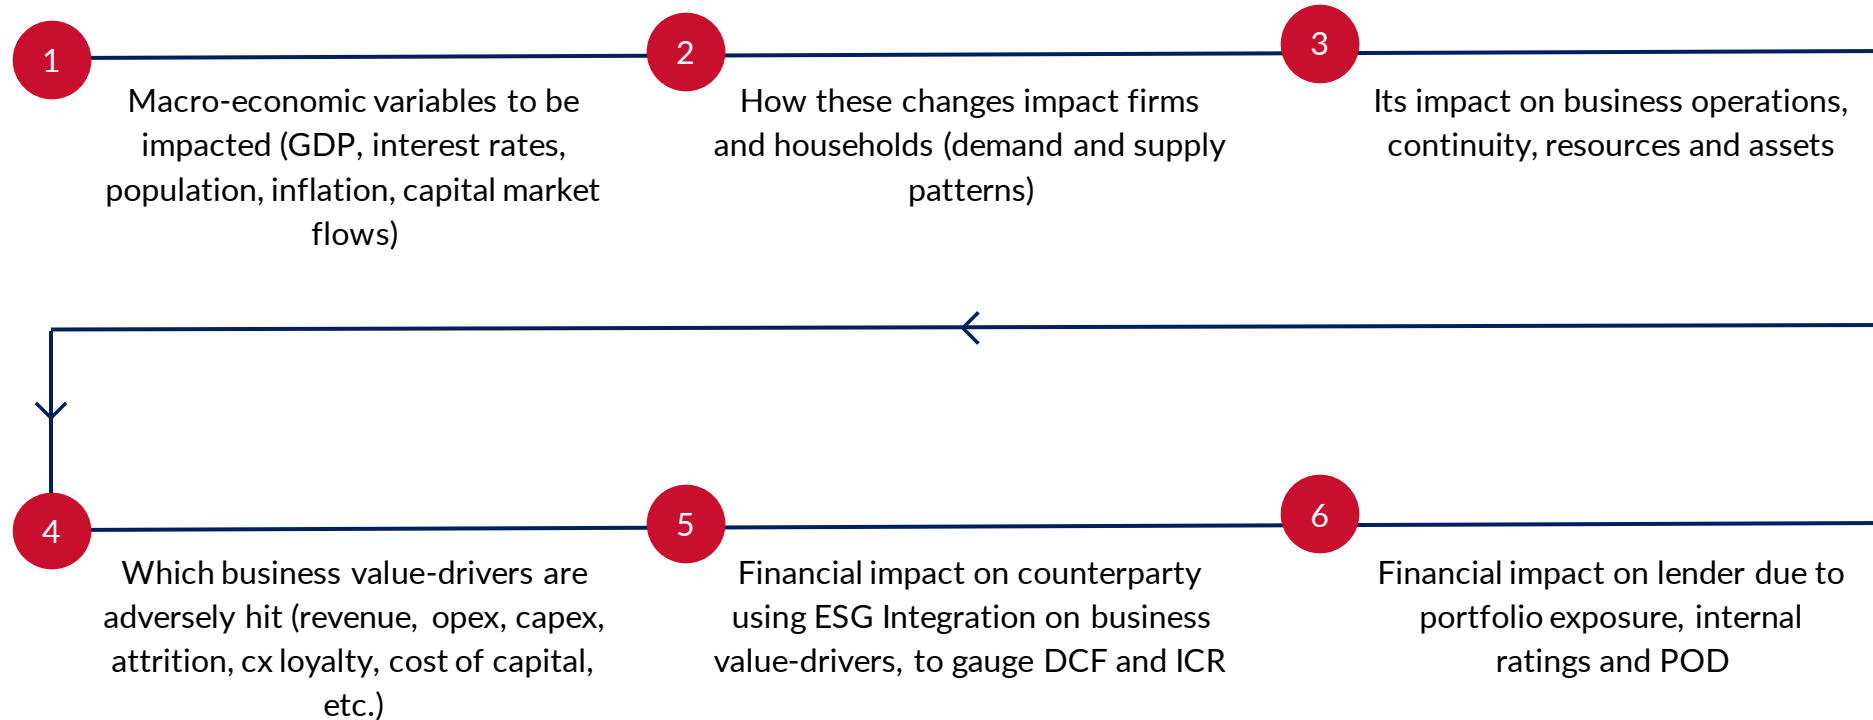 1
Macro-economic variables to be
impacted (GDP, interest rates,
population, inflation, capital market
flows)
2
How these changes impact firms
and households (demand and supply
patterns)
3
Its impact on business operations,
continuity, resources and assets
4
Which business value-drivers are
adversely hit (revenue, opex, capex,
attrition, cx loyalty, cost of capital,
etc.)
5
Financial impact on counterparty
using ESG Integration on business
value-drivers, to gauge DCF and ICR
6
Financial impact on lender due to
portfolio exposure, internal
ratings and POD